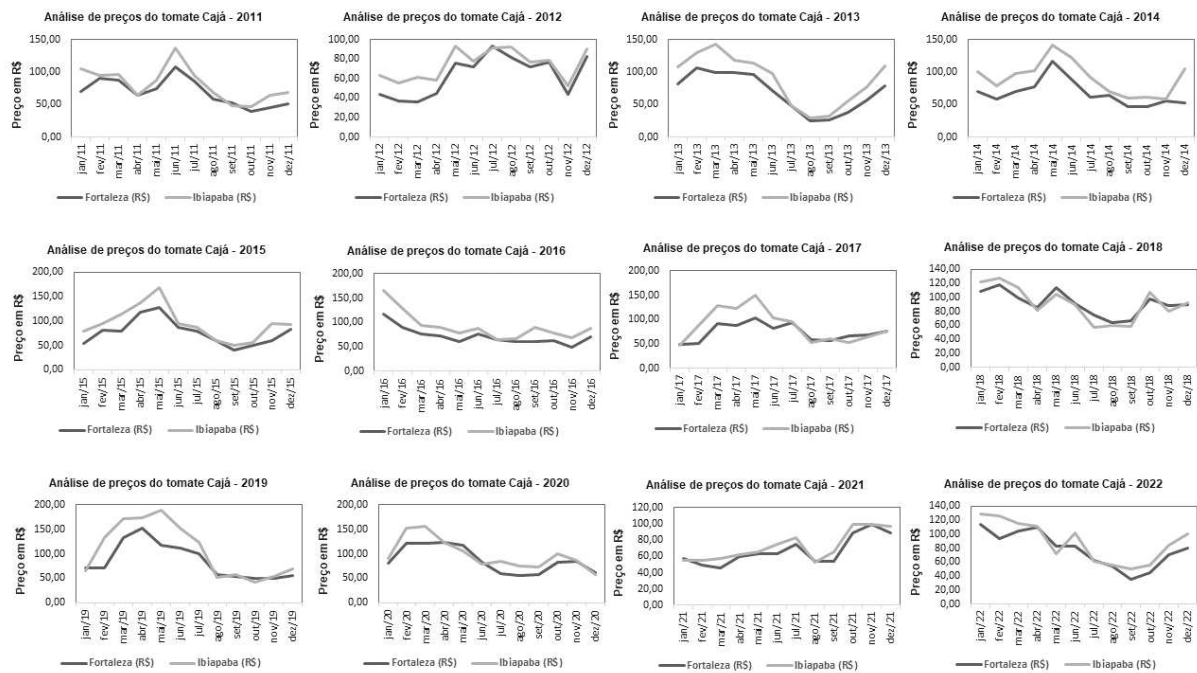 Análise de preços do tomate Cajá - 2011
Preço em R$
150,00
100,00
50,00
0,00
jan/11
fev/11
mar/11
abr/11
mai/11
jun/11
jul/11
ago/11
set/11
out/11
nov/11
dez/11
Fortaleza (R$) Ibiapaba (R$)
Análise de preços do tomate Cajá - 2012
Preço em R$
100,00
80,00
60,00
40,00
20,00
0,00
jan/12
fev/12
mar/12
abr/12
mai/12
jun/12
jul/12
ago/12
set/12
out/12
nov/12
dez/12
Fortaleza (R$) Ibiapaba (R$)
Análise de preços do tomate Cajá - 2013
Preço em R$
150,00
100,00
50,00
0,00
jan/13
fev/13
mar/13
abr/13
mai/13
jun/13
jul/13
ago/13
set/13
out/13
nov/13
dez/13
Fortaleza (R$) Ibiapaba (R$)
Análise de preços do tomate Cajá - 2014
Preço em R$
150,00
100,00
50,00
0,00
jan/14
fev/14
mar/14
abr/14
mai/14
jun/14
jul/14
ago/14
set/14
out/14
nov/14
dez/14
Fortaleza (R$) Ibiapaba (R$)
Análise de preços do tomate Cajá - 2015
Preço em R$
200,00
150,00
100,00
50,00
0,00
jan/15
fev/15
mar/15
abr/15
mai/15
jun/15
jul/15
ago/15
set/15
out/15
nov/15
dez/15
Fortaleza (R$) Ibiapaba (R$)
Análise de preços do tomate Cajá - 2016
Preço em R$
200,00
150,00
100,00
50,00
0,00
jan/16
fev/16
mar/16
abr/16
mai/16
jun/16
jul/16
ago/16
set/16
out/16
nov/16
dez/16
Fortaleza (R$) Ibiapaba (R$)
Análise de preços do tomate Cajá - 2017
Preço em R$
200,00
150,00
100,00
50,00
0,00
jan/17
fev/17
mar/17
abr/17
mai/17
jun/17
jul/17
ago/17
set/17
out/17
nov/17
dez/17
Fortaleza (R$) Ibiapaba (R$)
Análise de preços do tomate Cajá - 2018
Preço em R$
140,00
120,00
100,00
80,00
60,00
40,00
20,00
0,00
jan/18
fev/18
mar/18
abr/18
mai/18
jun/18
jul/18
ago/18
set/18
out/18
nov/18
dez/18
Fortaleza (R$) Ibiapaba (R$)
Análise de preços do tomate Cajá - 2019
Preço em R$
200,00
150,00
100,00
50,00
0,00
jan/19
fev/19
mar/19
abr/19
mai/19
jun/19
jul/19
ago/19
set/19
out/19
nov/19
dez/19
Fortaleza (R$) Ibiapaba (R$)
Análise de preços do tomate Cajá - 2020
Preço em R$
200,00
150,00
100,00
50,00
0,00
jan/20
fev/20
mar/20
abr/20
mai/20
jun/20
jul/20
ago/20
set/20
out/20
nov/20
dez/20
Fortaleza (R$) Ibiapaba (R$)
Análise de preços do tomate Cajá - 2021
Preço em R$
120,00
100,00
80,00
60,00
40,00
20,00
0,00
jan/21
fev/21
mar/21
abr/21
mai/21
jun/21
jul/21
ago/21
set/21
out/21
nov/21
dez/21
Fortaleza (R$) Ibiapaba (R$)
Análise de preços do tomate Cajá - 2022
Preço em R$
140,00
120,00
100,00
80,00
60,00
40,00
20,00
0,00
jan/22
fev/22
mar/22
abr/22
mai/22
jun/22
jul/22
ago/22
set/22
out/22
nov/22
dez/22
Fortaleza (R$) Ibiapaba (R$)